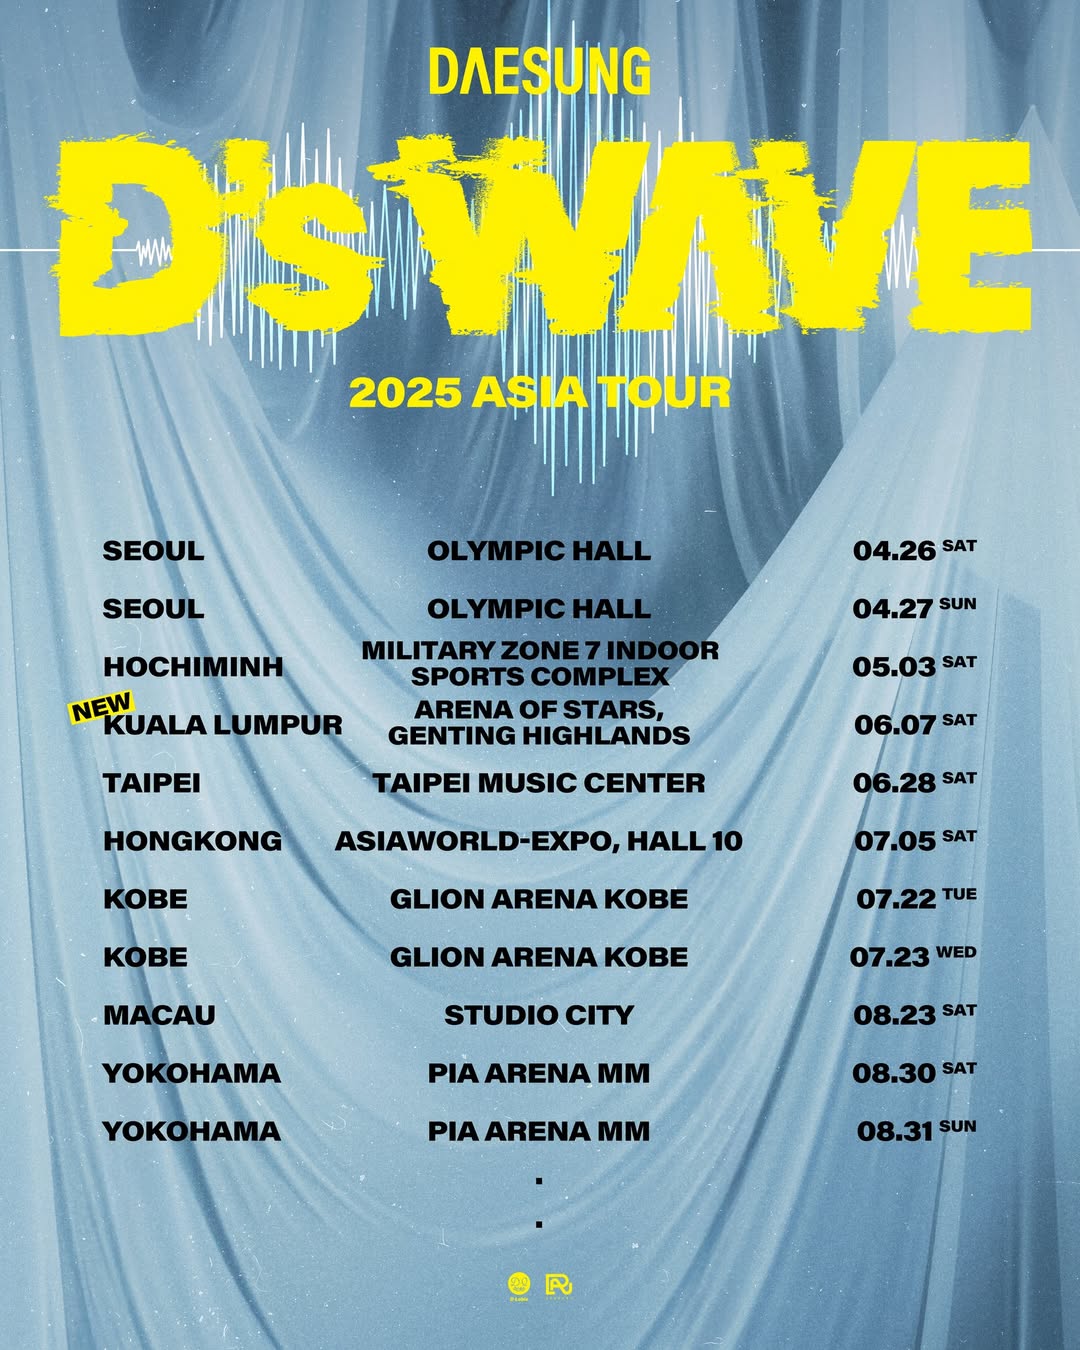 DAESUNG
D's WAVE
2025 ASIA TOUR
SEOUL OLYMPIC HALL 04.26 SAT
SEOUL OLYMPIC HALL 04.27 SUN
HOCHIMINH MILITARY ZONE 7 INDOOR
SPORTS COMPLEX 05.03 SAT
NEW
KUALA LUMPUR ARENA OF STARS,
GENTING HIGHLANDS 06.07 SAT
TAIPEI TAIPEI MUSIC CENTER 06.28 SAT
HONGKONG ASIAWORLD-EXPO, HALL 10 07.05 SAT
KOBE GLION ARENA KOBE 07.22 TUE
KOBE GLION ARENA KOBE 07.23 WED
MACAU STUDIO CITY 08.23 SAT
YOKOHAMA PIA ARENA MM 08.30 SAT
YOKOHAMA PIA ARENA MM 08.31 SUN
.
.